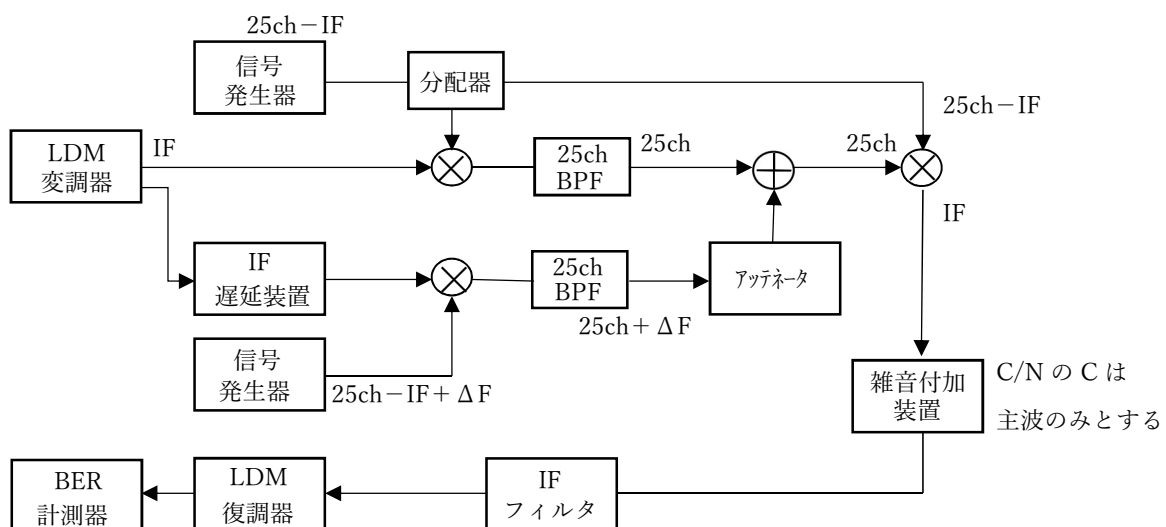 25ch－IF
信号
発生器
分配器
25ch－IF
LDM
変調器
IF
25ch
BPF
25ch
25ch
IF
IF
遅延装置
25ch
BPF
25ch＋ΔF
ｱｯﾃﾈｰﾀ
信号
発生器
25ch－IF＋ΔF
雑音付加
装置
C/N の C は
主波のみとする
BER
計測器
LDM
復調器
IF
フィルタ